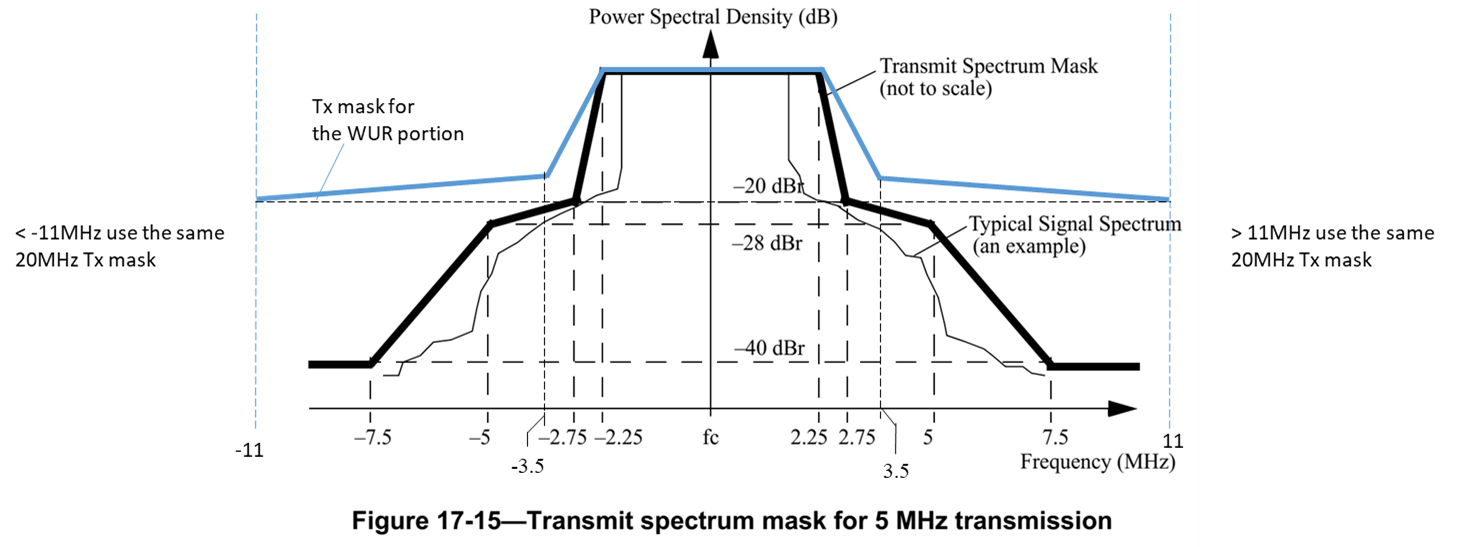 Power Spectral Density (dB)
Transmit Spectrum Mask
(not to scale)
Tx mask for
the WUR portion
–20 dBr
< -11MHz use the same
20MHz Tx mask
–28 dBr
Typical Signal Spectrum
(an example)
> 11MHz use the same
20MHz Tx mask
–40 dBr
-11
–7.5
–5
–2.75
–2.25
fc
2.25
2.75
5
7.5
11
-3.5
3.5
Frequency (MHz)
Figure 17-15—Transmit spectrum mask for 5 MHz transmission